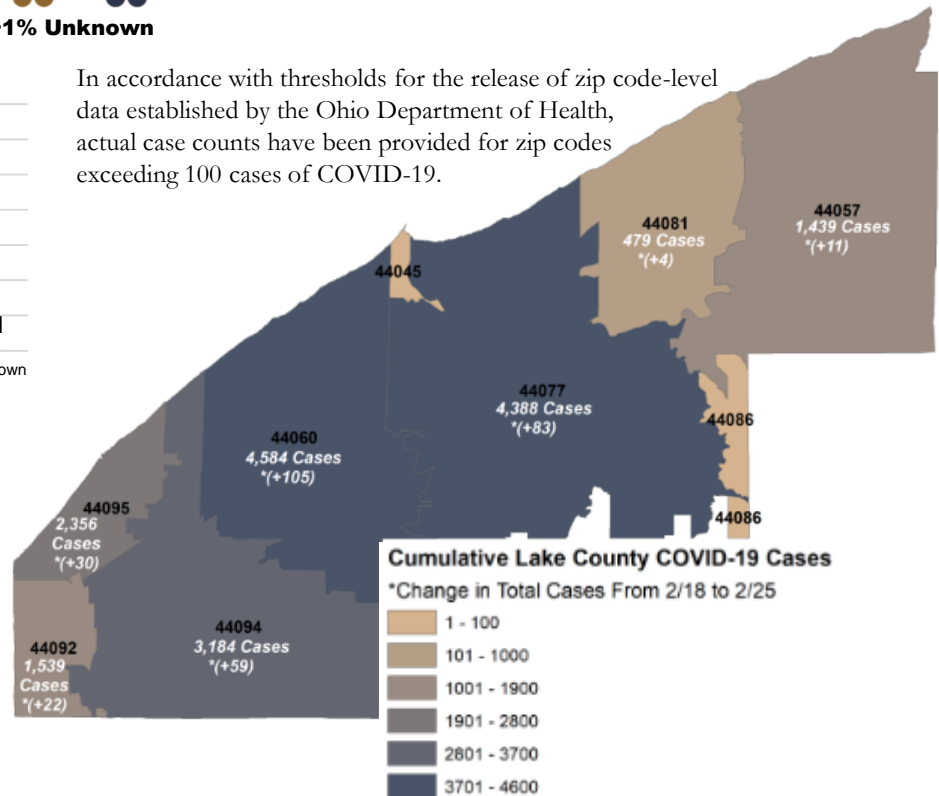 1% Unknown
In accordance with thresholds for the release of zip code-level
data established by the Ohio Department of Health,
actual case counts have been provided for zip codes
exceeding 100 cases of COVID-19.
44081
479 Cases
*(+4)
44057
1,439 Cases
*(+11)
44045
44077
4,388 Cases
*(+83)
44086
44060
4,584 Cases
*(+105)
44095
2,356
Cases
*(+30)
44086
44094
3,184 Cases
*(+59)
44092
1,539
Cases
*(+22)
Cumulative Lake County COVID-19 Cases
*Change in Total Cases From 2/18 to 2/25
1 - 100
101 - 1000
1001 - 1900
1901 - 2800
2801 - 3700
3701 - 4600